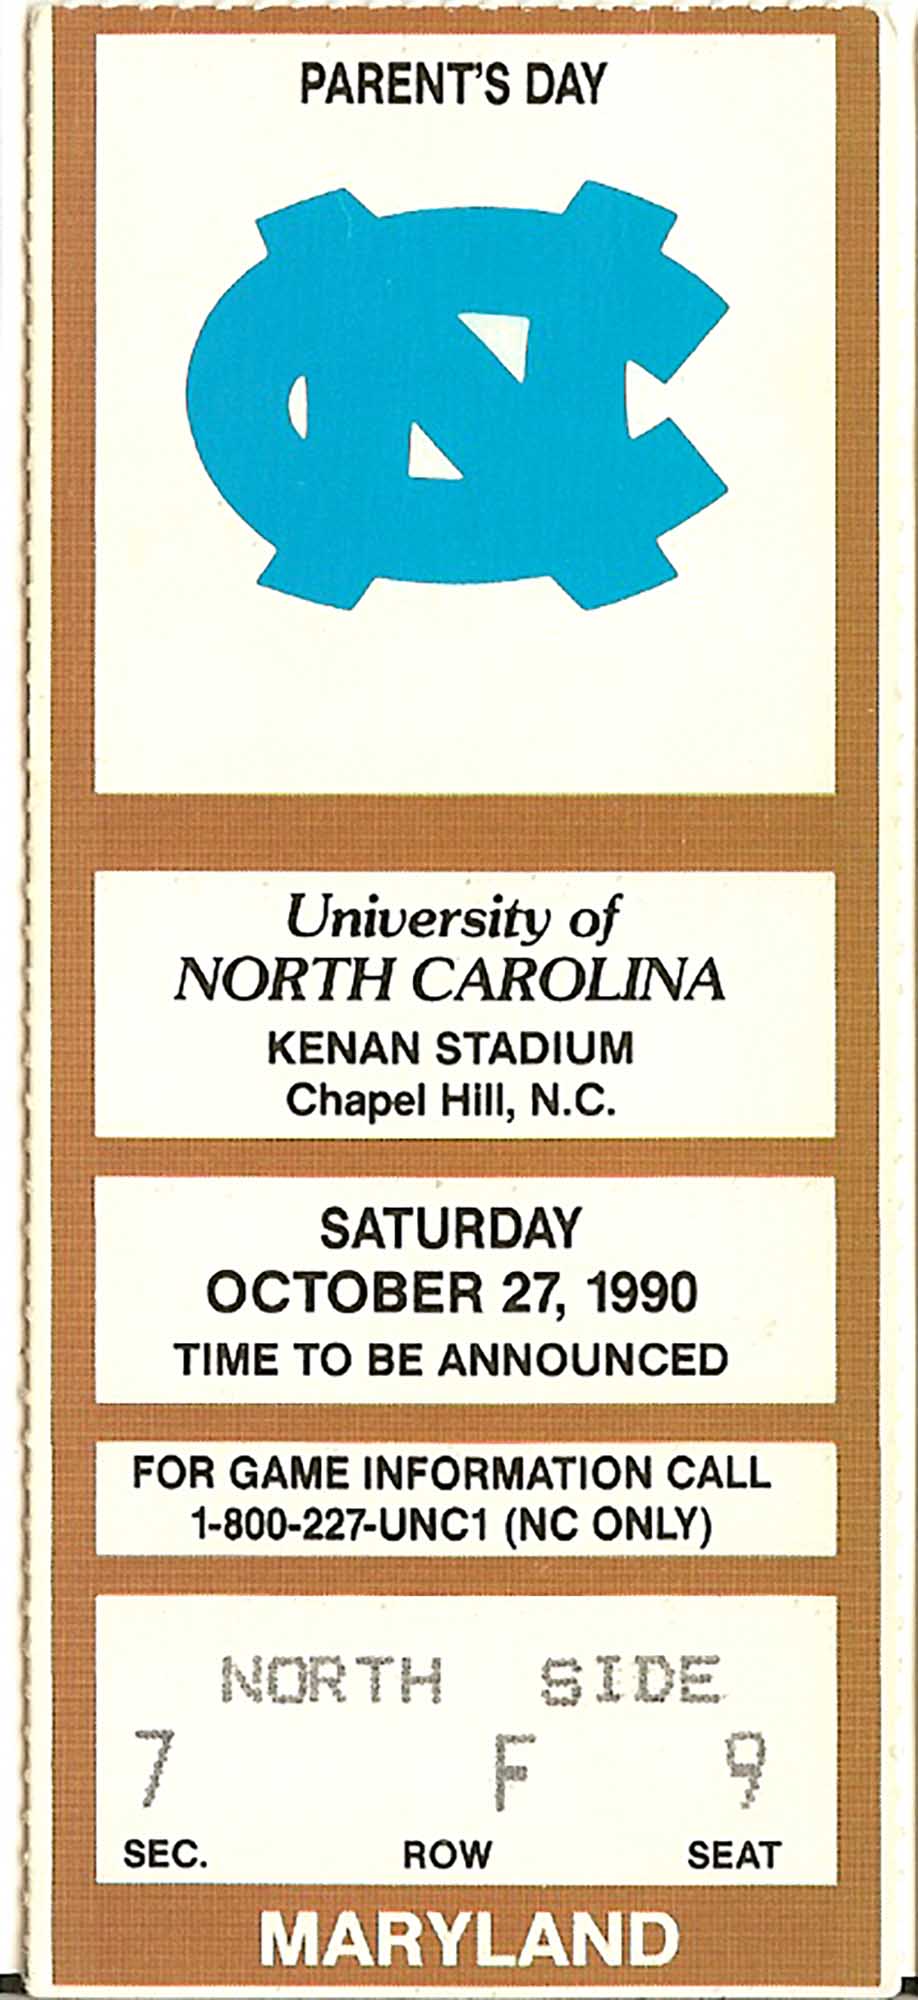 PARENT'S DAY
NC
University of
NORTH CAROLINA
KENAN STADIUM
Chapel Hill, N.C.
SATURDAY
OCTOBER 27, 1990
TIME TO BE ANNOUNCED
FOR GAME INFORMATION CALL
1-800-227-UNC1 (NC ONLY)
NORTH SIDE
7 F 9
SEC. ROW SEAT
MARYLAND